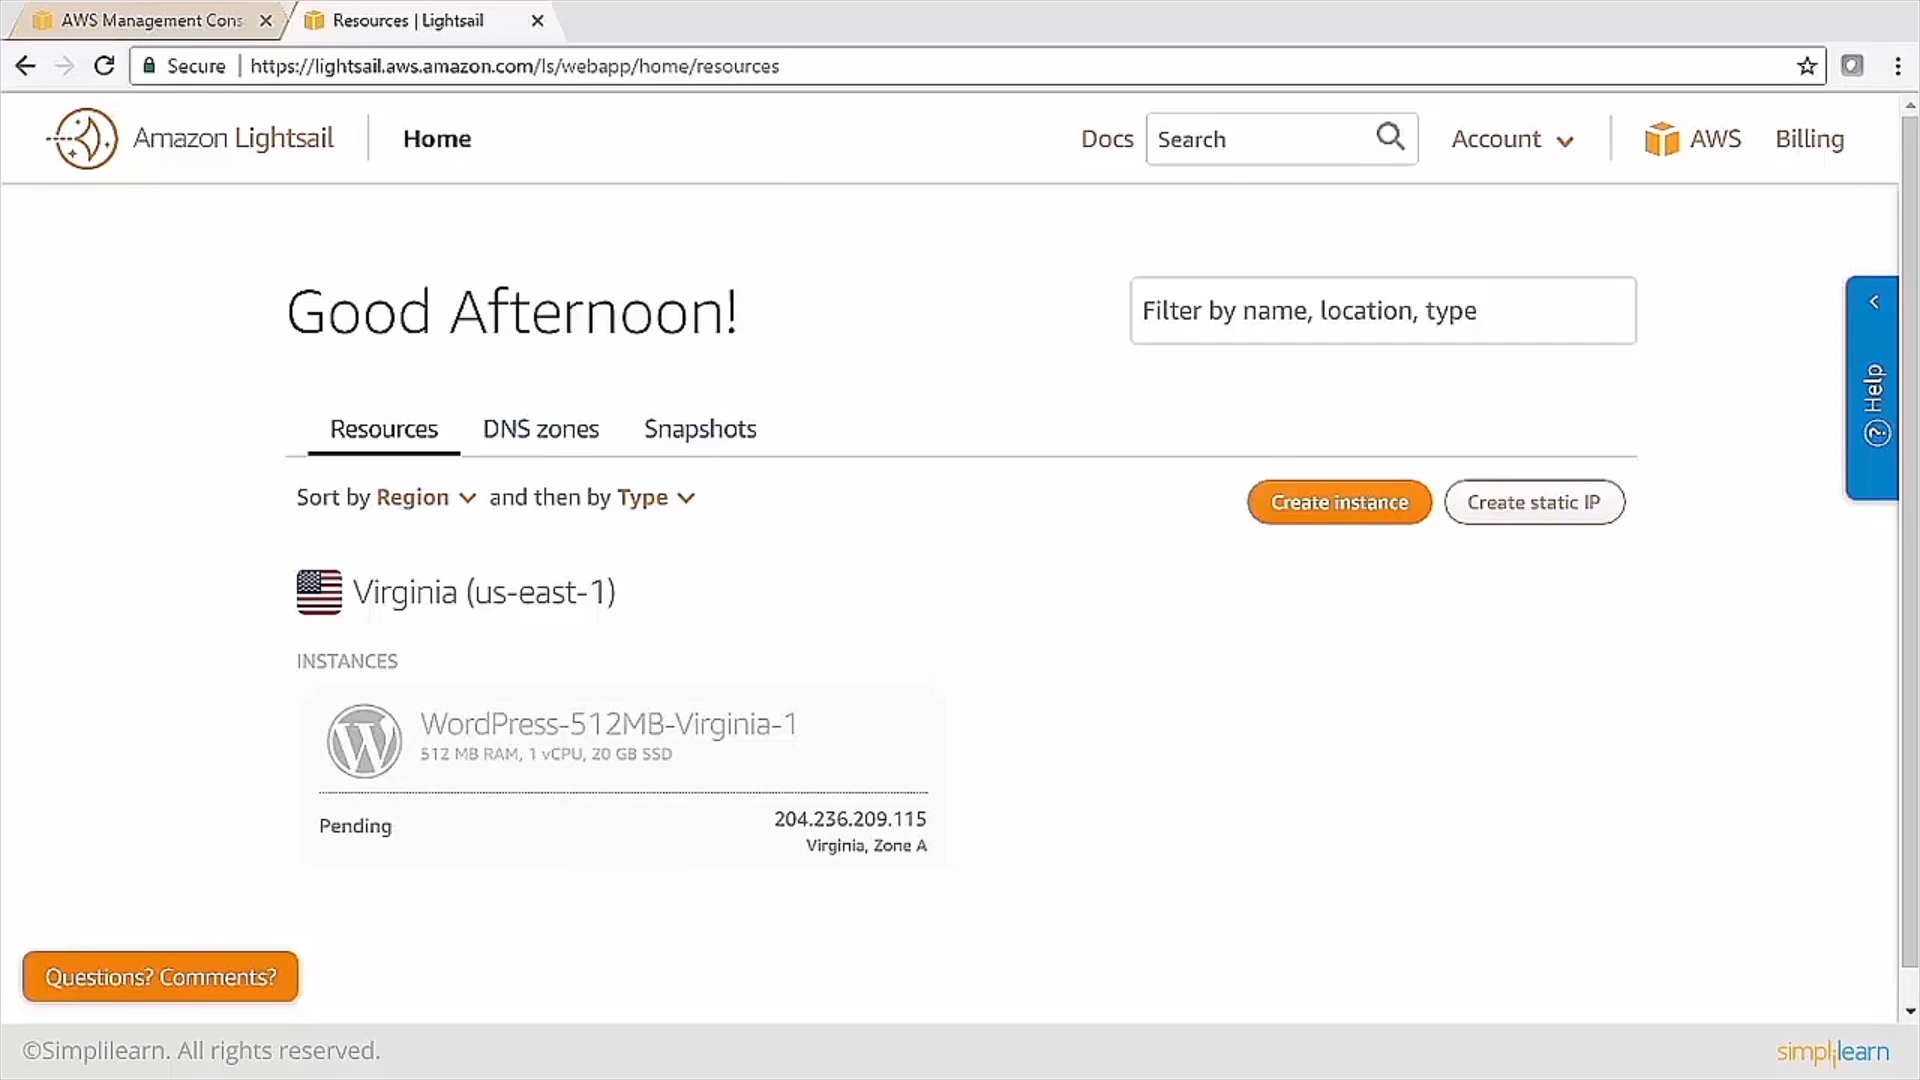 AWS Management Cons
Resources | Lightsail
Secure
https://lightsail.aws.amazon.com/ls/webapp/home/resources
Amazon Lightsail
Home
Docs
Search
Account
AWS
Billing
Good Afternoon!
Filter by name, location, type
Help
Resources
DNS zones
Snapshots
Sort by Region and then by Type
Create instance
Create static IP
Virginia (us-east-1)
INSTANCES
WordPress-512MB-Virginia-1
512 MB RAM, 1 vCPU, 20 GB SSD
Pending
204.236.209.115
Virginia, Zone A
Questions? Comments?
©Simplilearn. All rights reserved.
simplilearn